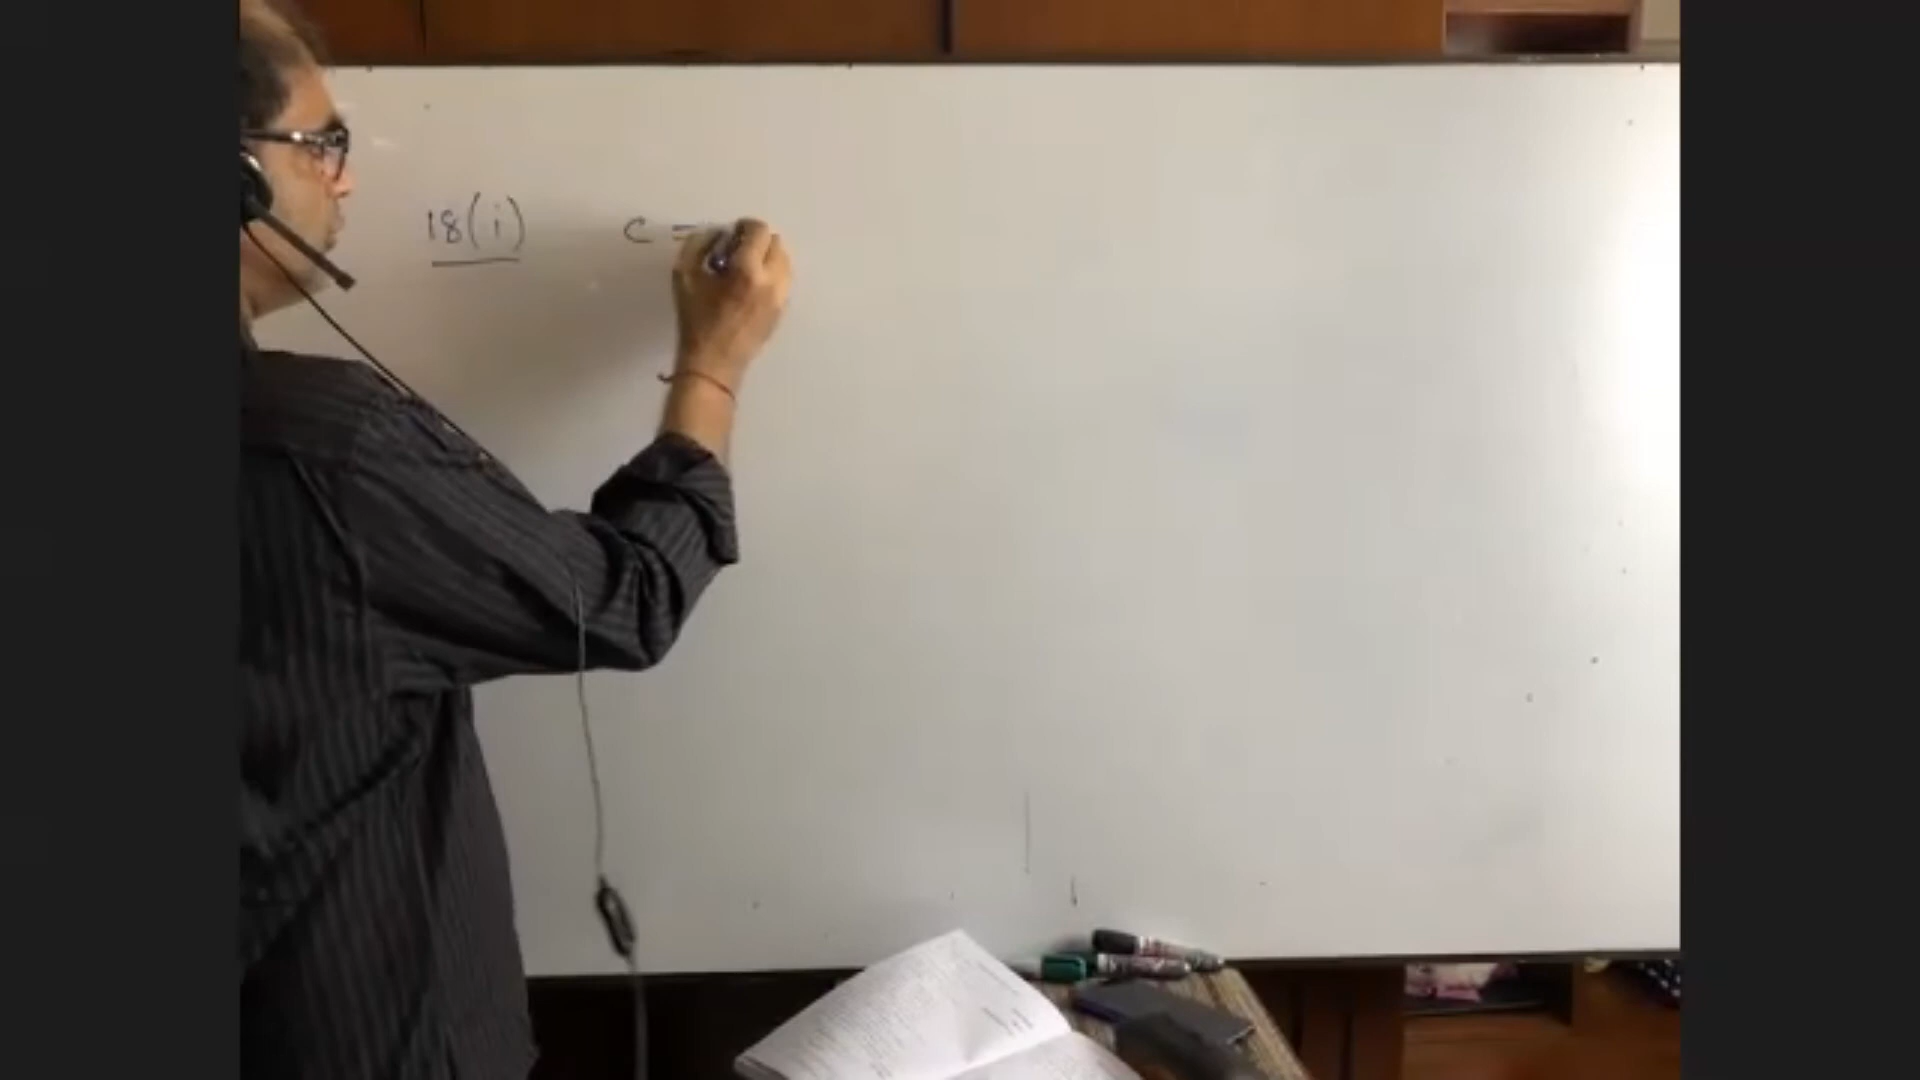 18(i) c =